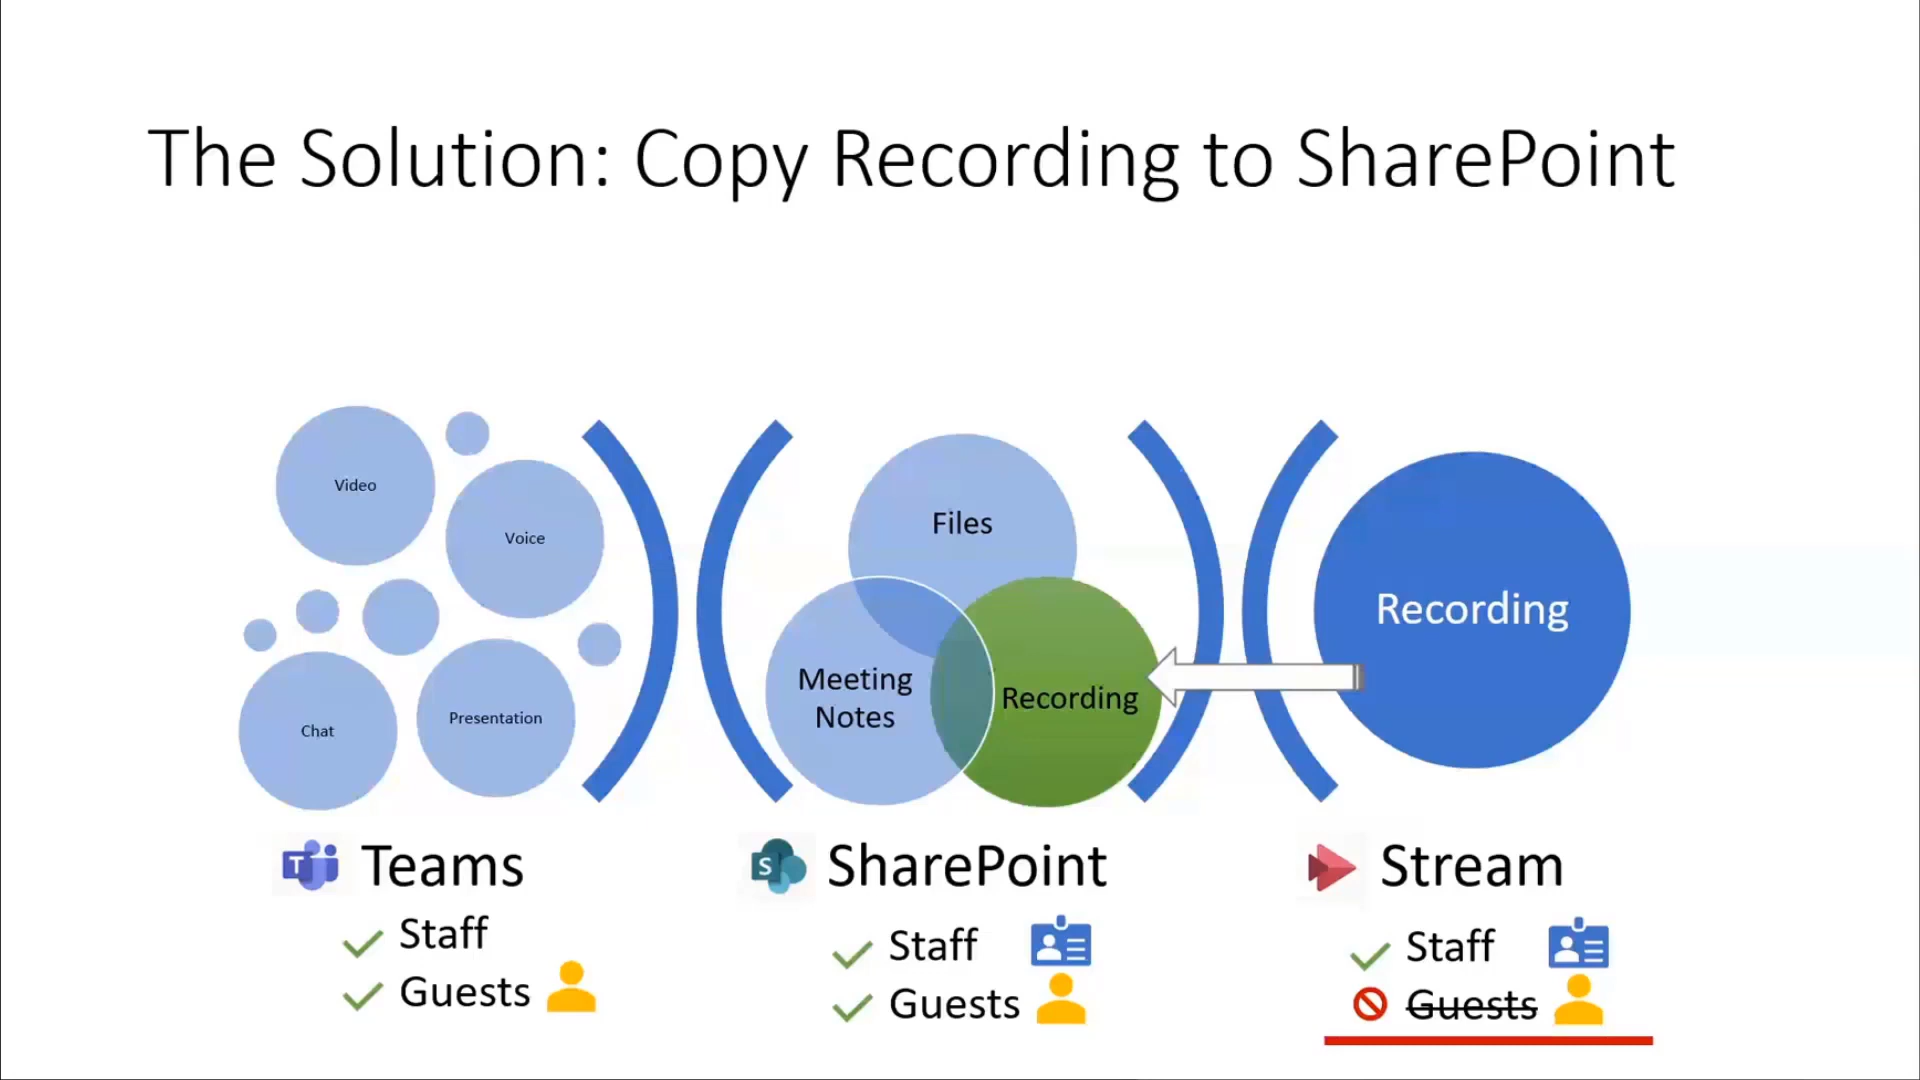 The Solution: Copy Recording to SharePoint
Video
Voice
Chat
Presentation
Files
Meeting
Notes
Recording
Recording
T Teams
Staff
Guests
S SharePoint
Staff
Guests
Stream
Staff
Guests